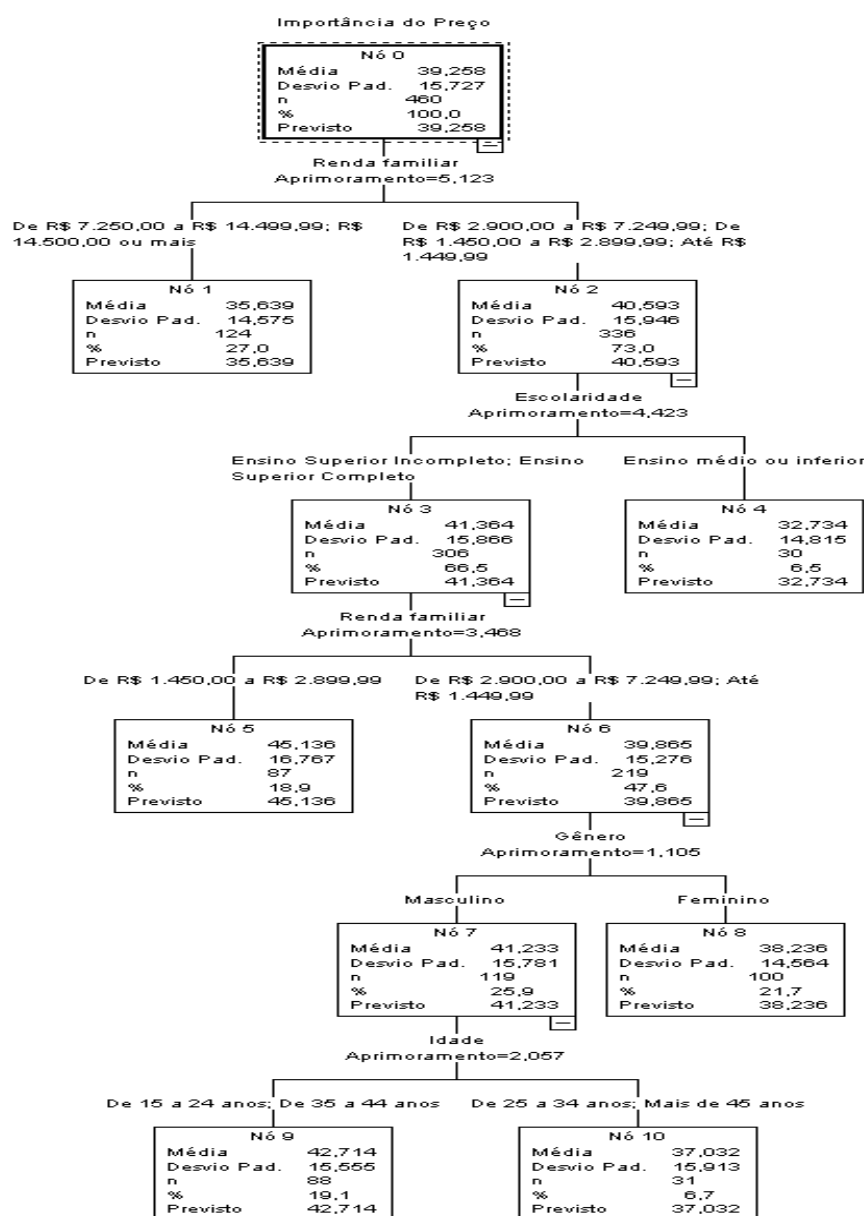 Importância do Preço
Nó 0
Média 39,258
Desvio Pad. 15,727
n 460
% 100,0
Previsto 39,258
Renda familiar
Aprimoramento=5,123
De R$ 7.250,00 a R$ 14.499,99; R$
14.500,00 ou mais
De R$ 2.900,00 a R$ 7.249,99; De
R$ 1.450,00 a R$ 2.899,99; Até R$
1.449,99
Nó 1
Média 35,639
Desvio Pad. 14,575
n 124
% 27,0
Previsto 35,639
Nó 2
Média 40,593
Desvio Pad. 15,946
n 336
% 73,0
Previsto 40,593
Escolaridade
Aprimoramento=4,423
Ensino Superior Incompleto; Ensino
Superior Completo
Ensino médio ou inferior
Nó 3
Média 41,364
Desvio Pad. 15,866
n 306
% 66,5
Previsto 41,364
Nó 4
Média 32,734
Desvio Pad. 14,815
n 30
% 6,5
Previsto 32,734
Renda familiar
Aprimoramento=3,468
De R$ 1.450,00 a R$ 2.899,99
De R$ 2.900,00 a R$ 7.249,99; Até
R$ 1.449,99
Nó 5
Média 45,136
Desvio Pad. 16,767
n 87
% 18,9
Previsto 45,136
Nó 6
Média 39,865
Desvio Pad. 15,276
n 219
% 47,6
Previsto 39,865
Gênero
Aprimoramento=1,105
Masculino
Feminino
Nó 7
Média 41,233
Desvio Pad. 15,781
n 119
% 25,9
Previsto 41,233
Nó 8
Média 38,236
Desvio Pad. 14,564
n 100
% 21,7
Previsto 38,236
Idade
Aprimoramento=2,057
De 15 a 24 anos; De 35 a 44 anos
De 25 a 34 anos; Mais de 45 anos
Nó 9
Média 42,714
Desvio Pad. 15,555
n 88
% 19,1
Previsto 42,714
Nó 10
Média 37,032
Desvio Pad. 15,913
n 31
% 6,7
Previsto 37,032